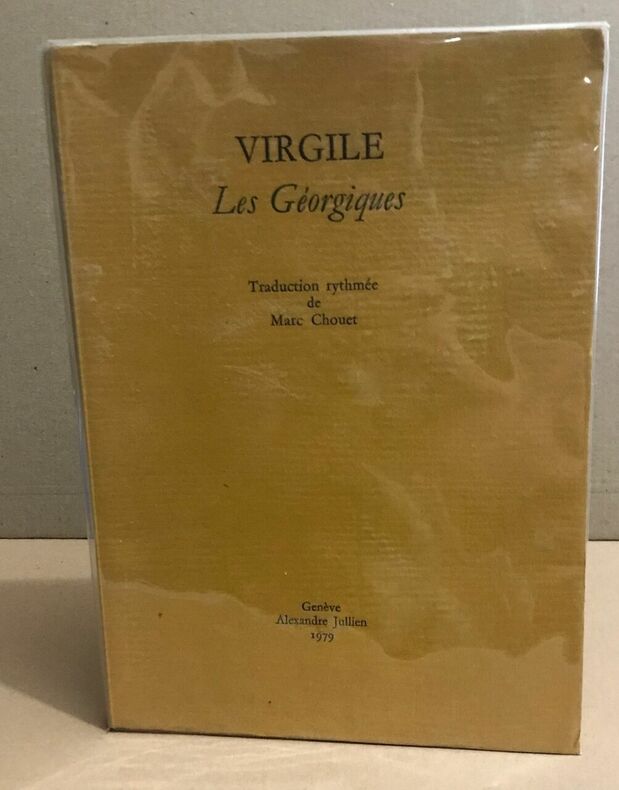 VIRGILE
Les Géorgiques
Traduction rythmée
de
Marc Chouet
Genève
Alexandre Jullien
1979